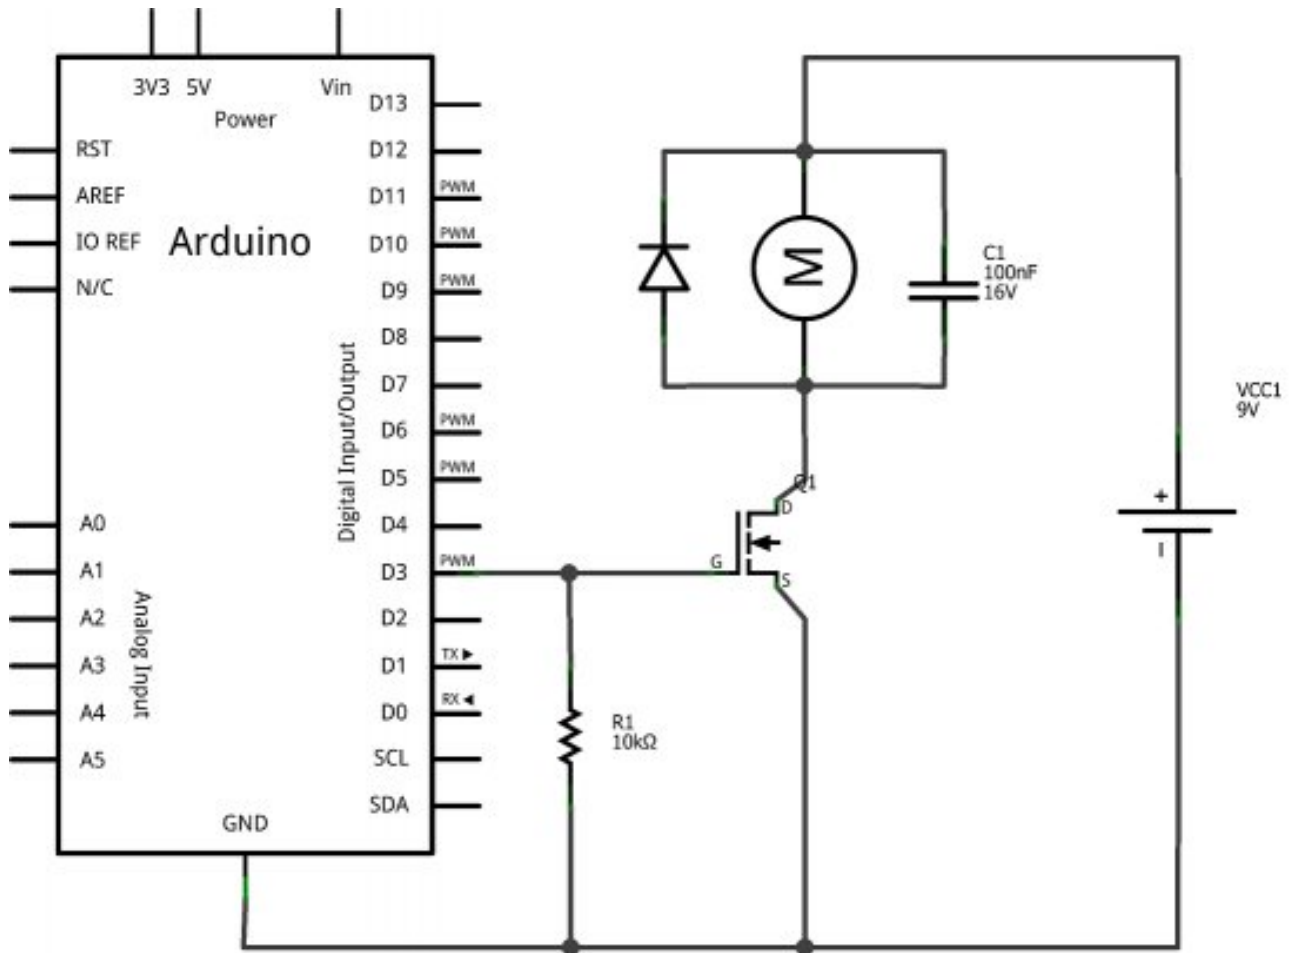 3V3 5V Vin
Power
D13
RST
D12
AREF
D11 PWM
IO REF
Arduino
D10 PWM
N/C
D9 PWM
D8
D7
D6 PWM
D5 PWM
A0
D4
A1
D3 PWM
A2
D2
A3
D1 TX
A4
D0 RX
A5
SCL
SDA
Digital Input/Output
Analog Input
GND
M
C1
100nF
16V
Q1
D
G
S
R1
10kΩ
VCC1
9V
+